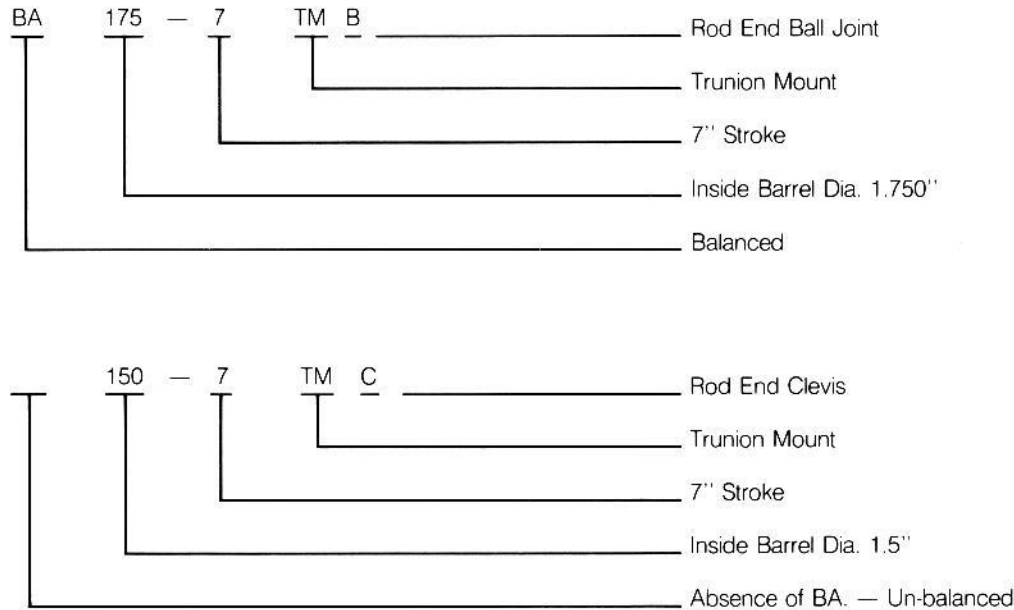 BA 175 — 7 TM B Rod End Ball Joint
Trunion Mount
7'' Stroke
Inside Barrel Dia. 1.750''
Balanced
150 — 7 TM C Rod End Clevis
Trunion Mount
7'' Stroke
Inside Barrel Dia. 1.5''
Absence of BA. — Un-balanced